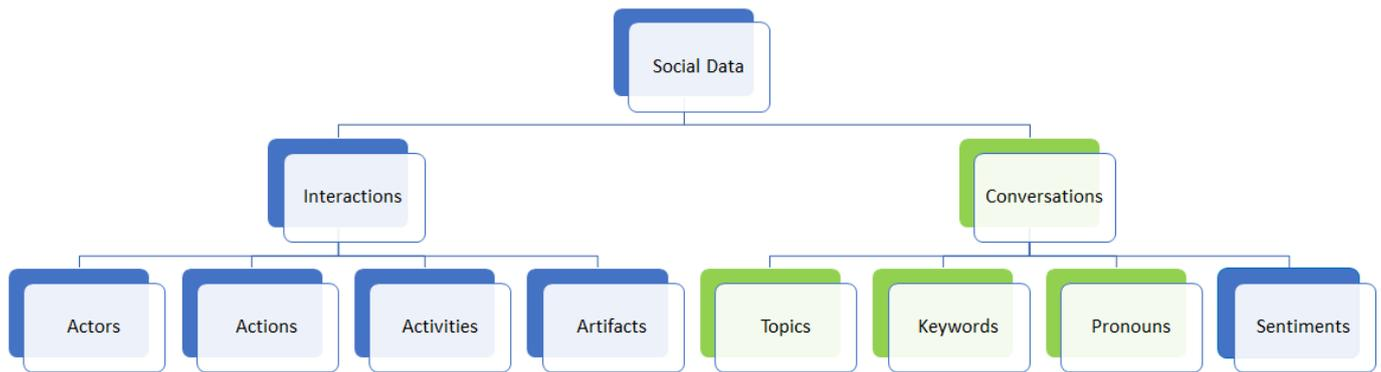 Social Data
Interactions
Conversations
Actors
Actions
Activities
Artifacts
Topics
Keywords
Pronouns
Sentiments